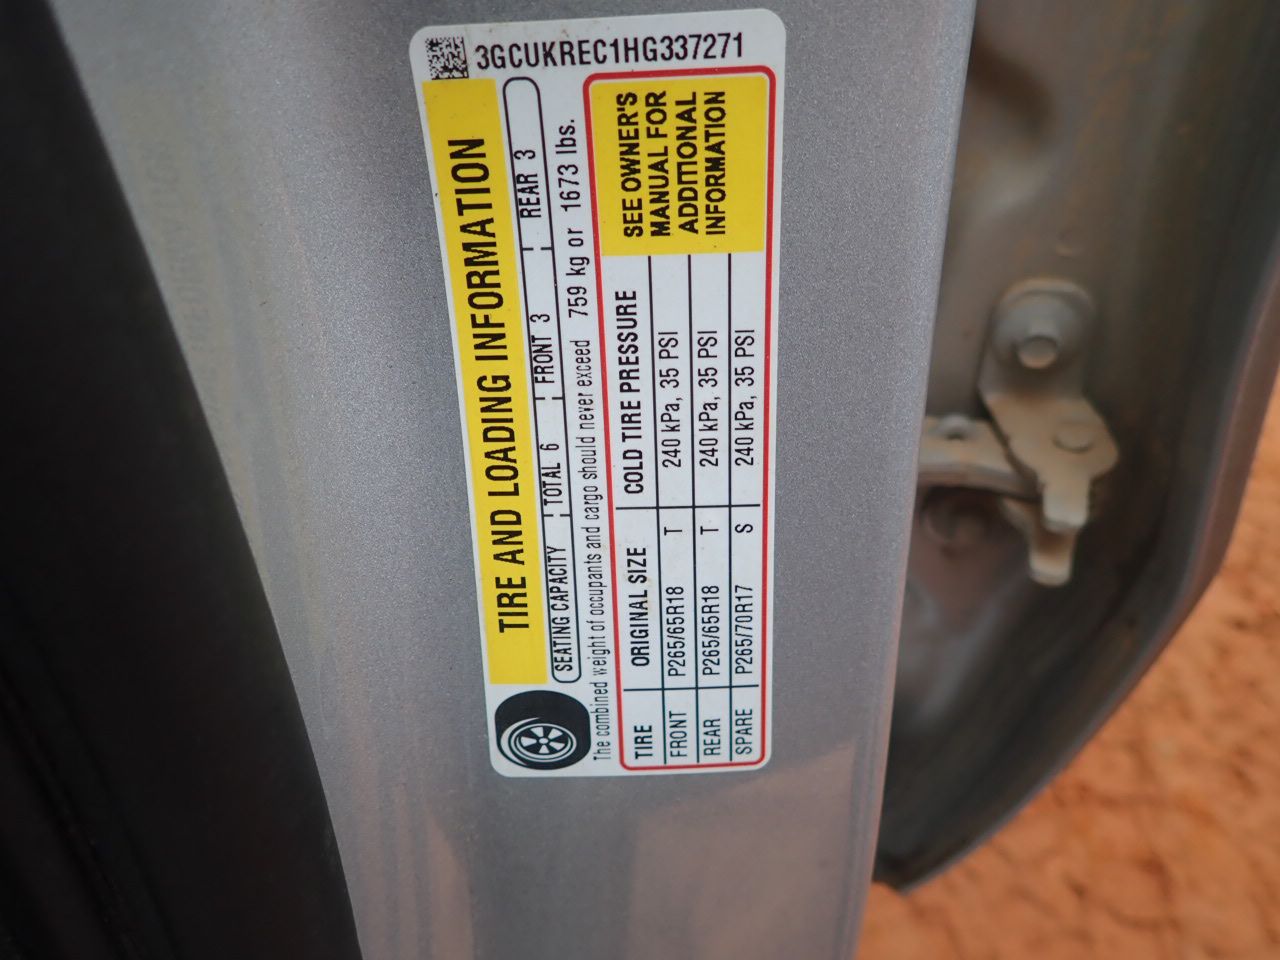 3GCUKREC1HG337271
TIRE AND LOADING INFORMATION
SEATING CAPACITY TOTAL 6 FRONT 3 REAR 3
The combined weight of occupants and cargo should never exceed 759 kg or 1673 lbs.
TIRE ORIGINAL SIZE COLD TIRE PRESSURE
FRONT P265/65R18 T 240 kPa, 35 PSI
REAR P265/65R18 T 240 kPa, 35 PSI
SPARE P265/70R17 S 240 kPa, 35 PSI
SEE OWNER'S
MANUAL FOR
ADDITIONAL
INFORMATION